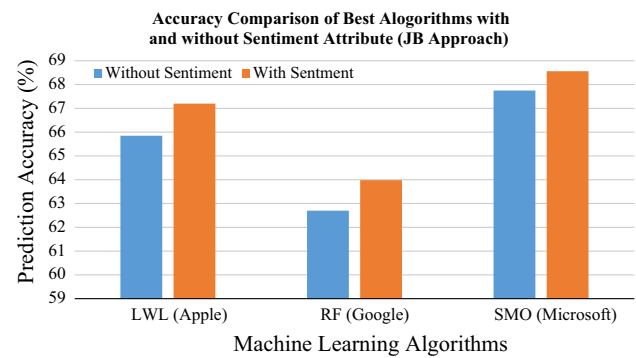 Accuracy Comparison of Best Alogorithms with
and without Sentiment Attribute (JB Approach)
Without Sentiment With Sentment
Prediction Accuracy (%)
69
68
67
66
65
64
63
62
61
60
59
LWL (Apple) RF (Google) SMO (Microsoft)
Machine Learning Algorithms